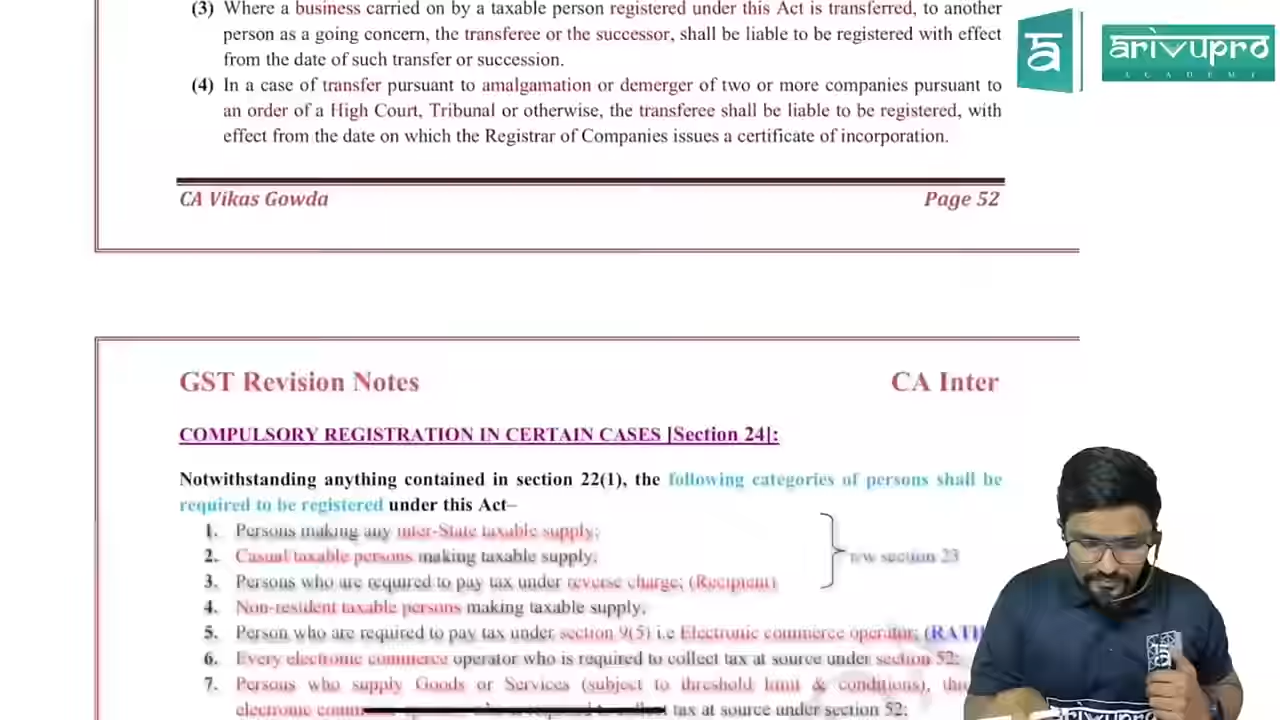 (3) Where a business carried on by a taxable person registered under this Act is transferred, to another
person as a going concern, the transferee or the successor, shall be liable to be registered with effect
from the date of such transfer or succession.
(4) In a case of transfer pursuant to amalgamation or demerger of two or more companies pursuant to
an order of a High Court, Tribunal or otherwise, the transferee shall be liable to be registered, with
effect from the date on which the Registrar of Companies issues a certificate of incorporation.
arivupro
ACADEMY
CA Vikas Gowda Page 52
GST Revision Notes CA Inter
COMPULSORY REGISTRATION IN CERTAIN CASES [Section 24]:
Notwithstanding anything contained in section 22(1), the following categories of persons shall be
required to be registered under this Act–
1. Persons making any inter-State taxable supply;
2. Casual taxable persons making taxable supply;
r/w section 23
3. Persons who are required to pay tax under reverse charge; (Recipient)
4. Non-resident taxable persons making taxable supply;
5. Person who are required to pay tax under section 9(5) i.e Electronic commerce operator;
6. Every electronic commerce operator who is required to collect tax at source under section 52;
7. Persons who supply Goods or Services (subject to threshold limit & conditions),
electronic tax at source under section 52;
arivupro